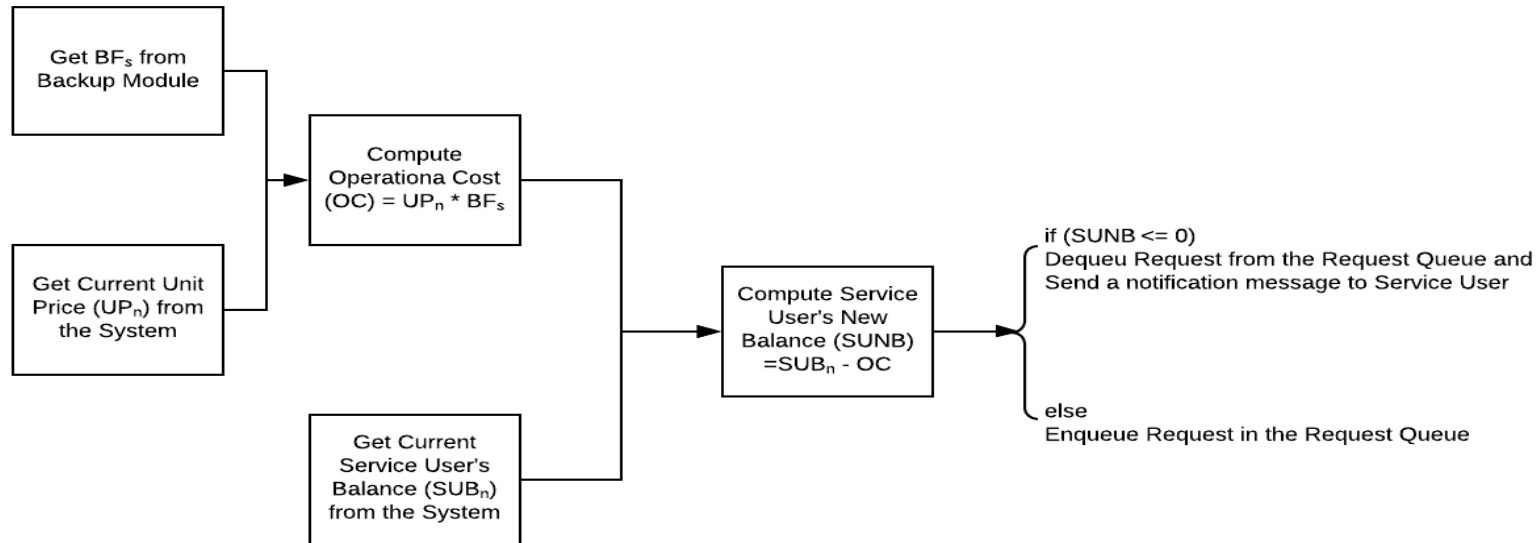 Get BFₛ from
Backup Module
Get Current Unit
Price (UPₙ) from
the System
Compute
Operationa Cost
(OC) = UPₙ * BFₛ
Get Current
Service User's
Balance (SUBₙ)
from the System
Compute Service
User's New
Balance (SUNB)
=SUBₙ - OC
if (SUNB <= 0)
Dequeu Request from the Request Queue and
Send a notification message to Service User
else
Enqueue Request in the Request Queue